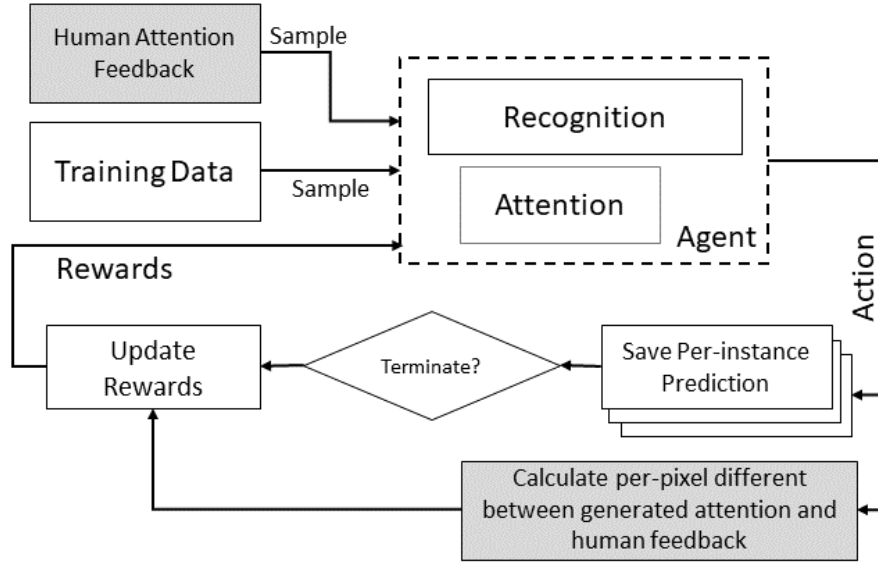 Human Attention
Feedback
Sample
Training Data
Sample
Recognition
Attention
Agent
Rewards
Action
Update
Rewards
Terminate?
Save Per-instance
Prediction
Calculate per-pixel different
between generated attention and
human feedback